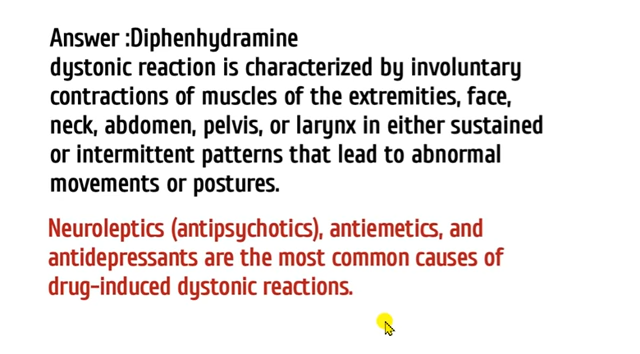 Answer :Diphenhydramine
dystonic reaction is characterized by involuntary
contractions of muscles of the extremities, face,
neck, abdomen, pelvis, or larynx in either sustained
or intermittent patterns that lead to abnormal
movements or postures.
Neuroleptics (antipsychotics), antiemetics, and
antidepressants are the most common causes of
drug-induced dystonic reactions.